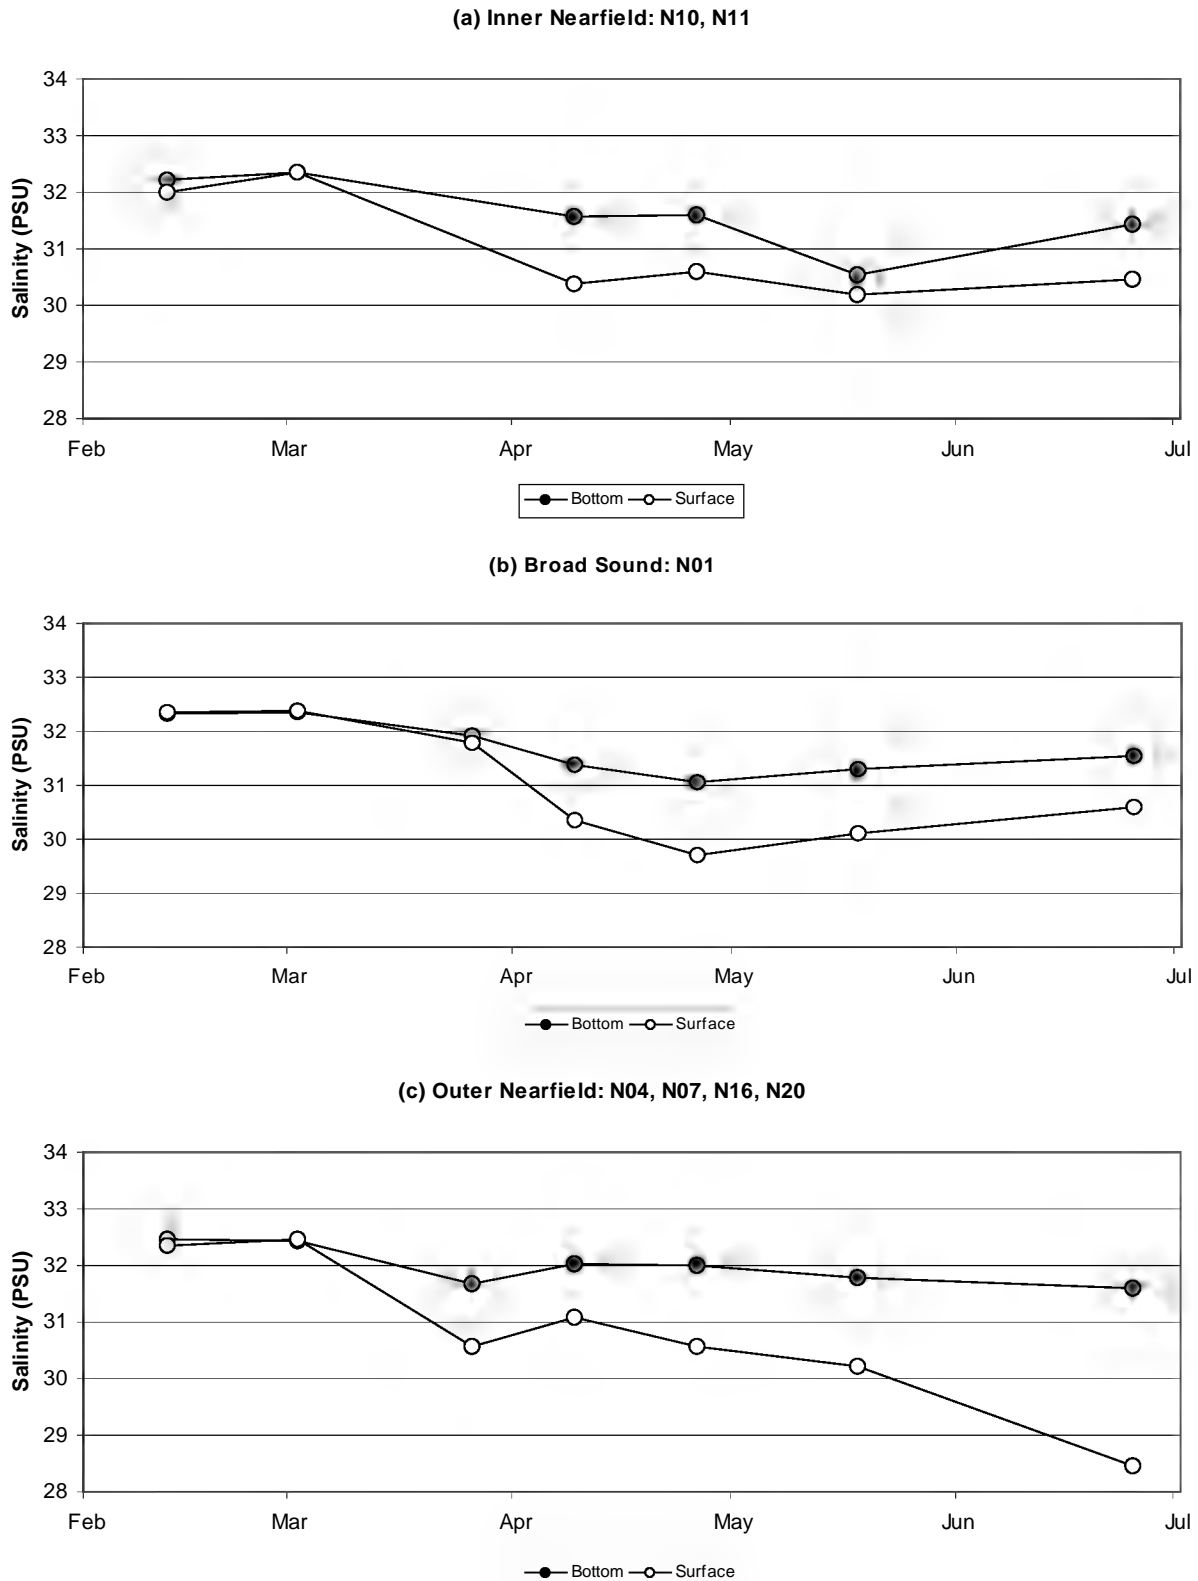 (a) Inner Nearfield: N10, N11
34
33
32
31
30
29
28
Salinity (PSU)
Feb Mar Apr May Jun Jul
Bottom Surface
(b) Broad Sound: N01
34
33
32
31
30
29
28
Salinity (PSU)
Feb Mar Apr May Jun Jul
Bottom Surface
(c) Outer Nearfield: N04, N07, N16, N20
34
33
32
31
30
29
28
Salinity (PSU)
Feb Mar Apr May Jun Jul
Bottom Surface